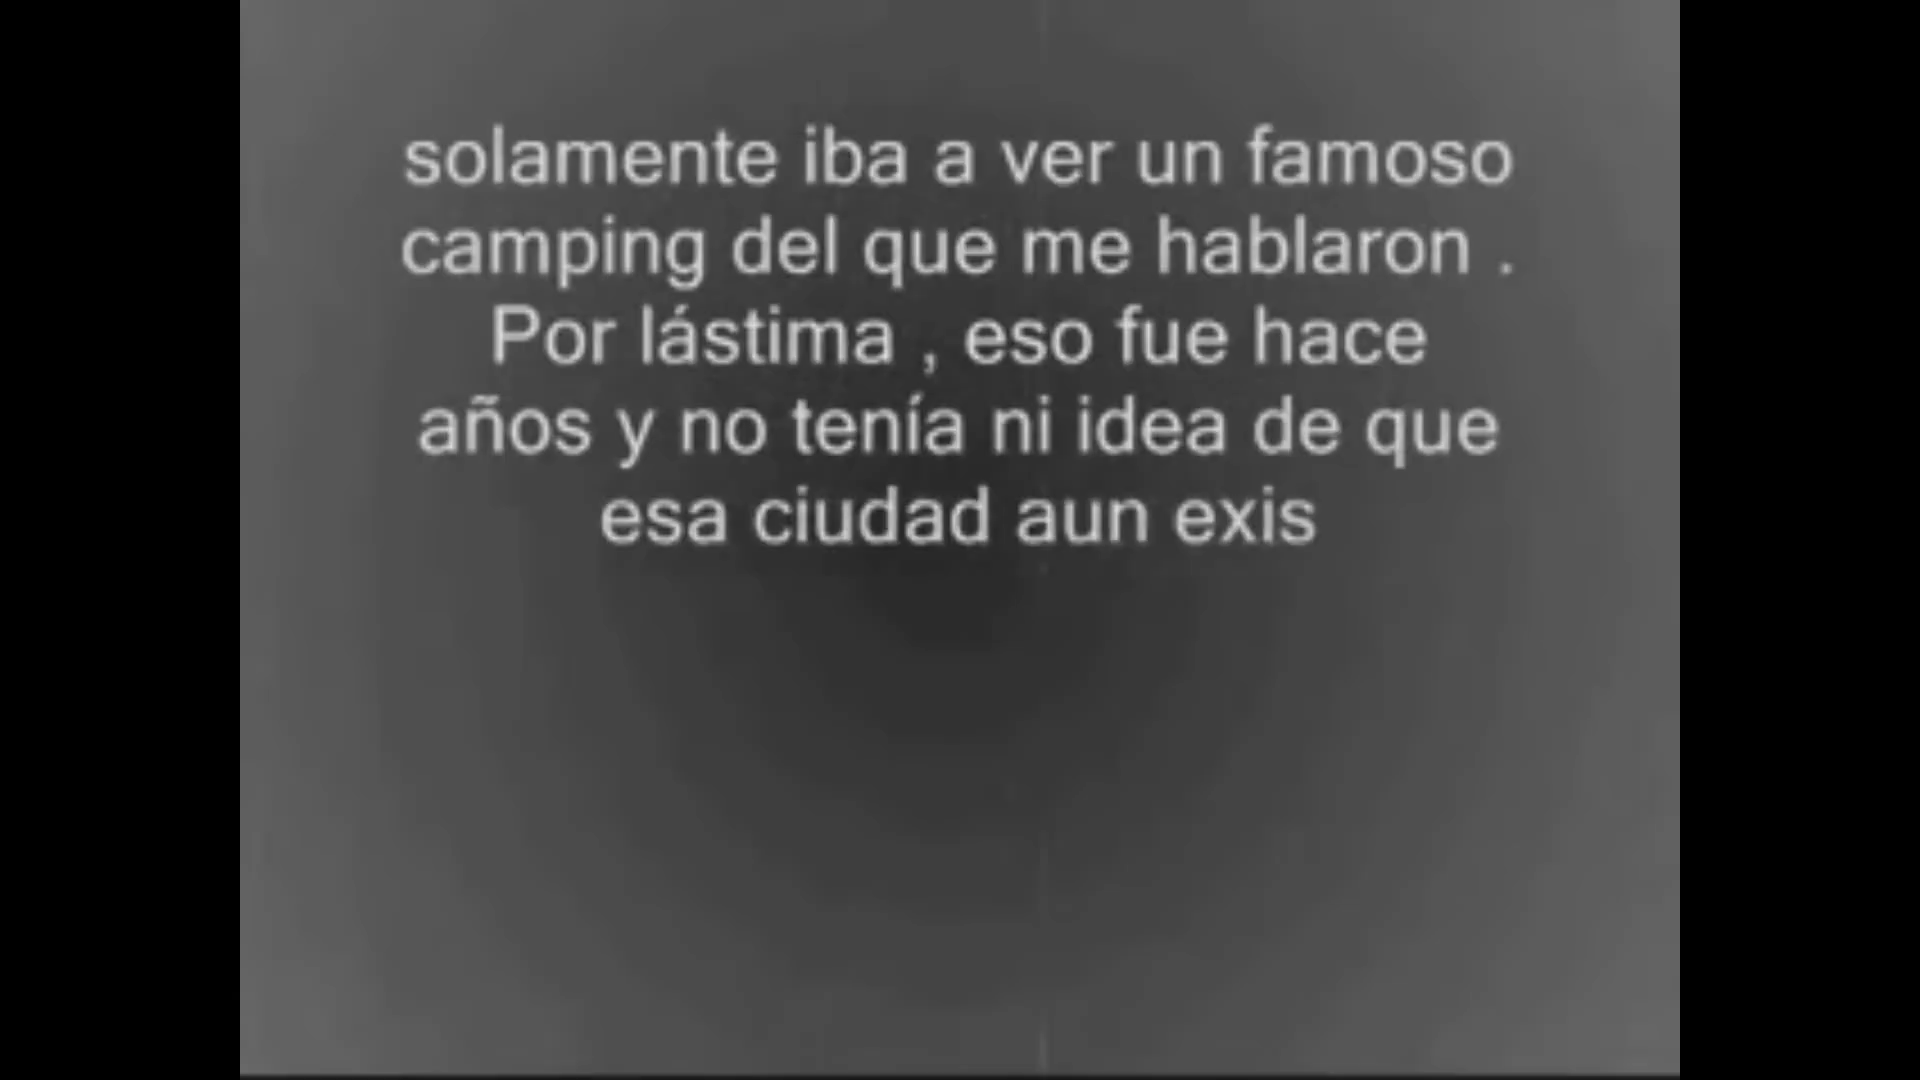 solamente iba a ver un famoso
camping del que me hablaron .
Por lástima , eso fue hace
años y no tenía ni idea de que
esa ciudad aun exis